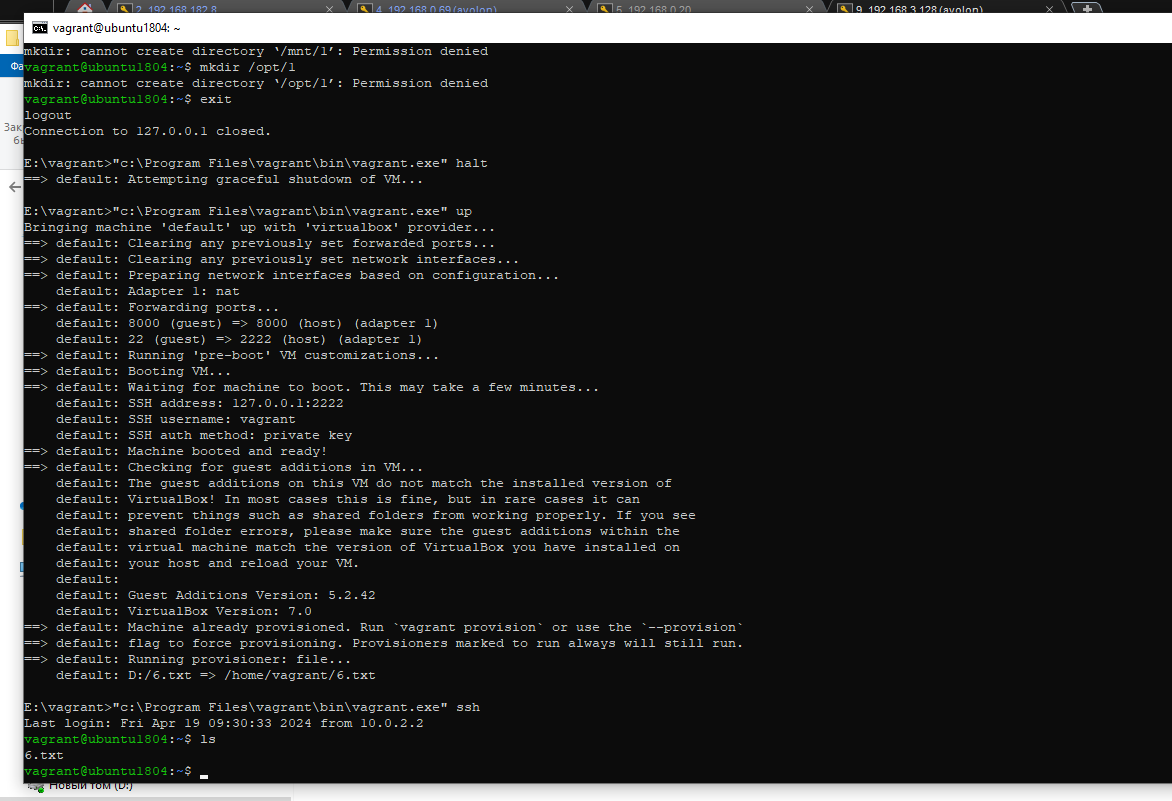 2. 192.168.182.8
4. 192.168.0.69 (avolon)
5. 192.168.0.20
9. 192.168.3.128 (avolon)
vagrant@ubuntu1804: ~
mkdir: cannot create directory ‘/mnt/1’: Permission denied
vagrant@ubuntu1804:~$ mkdir /opt/1
mkdir: cannot create directory ‘/opt/1’: Permission denied
vagrant@ubuntu1804:~$ exit
logout
Connection to 127.0.0.1 closed.
E:\vagrant>"c:\Program Files\vagrant\bin\vagrant.exe" halt
==> default: Attempting graceful shutdown of VM...
E:\vagrant>"c:\Program Files\vagrant\bin\vagrant.exe" up
Bringing machine 'default' up with 'virtualbox' provider...
==> default: Clearing any previously set forwarded ports...
==> default: Clearing any previously set network interfaces...
==> default: Preparing network interfaces based on configuration...
default: Adapter 1: nat
==> default: Forwarding ports...
default: 8000 (guest) => 8000 (host) (adapter 1)
default: 22 (guest) => 2222 (host) (adapter 1)
==> default: Running 'pre-boot' VM customizations...
==> default: Booting VM...
==> default: Waiting for machine to boot. This may take a few minutes...
default: SSH address: 127.0.0.1:2222
default: SSH username: vagrant
default: SSH auth method: private key
==> default: Machine booted and ready!
==> default: Checking for guest additions in VM...
default: The guest additions on this VM do not match the installed version of
default: VirtualBox! In most cases this is fine, but in rare cases it can
default: prevent things such as shared folders from working properly. If you see
default: shared folder errors, please make sure the guest additions within the
default: virtual machine match the version of VirtualBox you have installed on
default: your host and reload your VM.
default:
default: Guest Additions Version: 5.2.42
default: VirtualBox Version: 7.0
==> default: Machine already provisioned. Run `vagrant provision` or use the `--provision`
==> default: flag to force provisioning. Provisioners marked to run always will still run.
==> default: Running provisioner: file...
default: D:/6.txt => /home/vagrant/6.txt
E:\vagrant>"c:\Program Files\vagrant\bin\vagrant.exe" ssh
Last login: Fri Apr 19 09:30:33 2024 from 10.0.2.2
vagrant@ubuntu1804:~$ ls
6.txt
vagrant@ubuntu1804:~$
Новый том (D:)